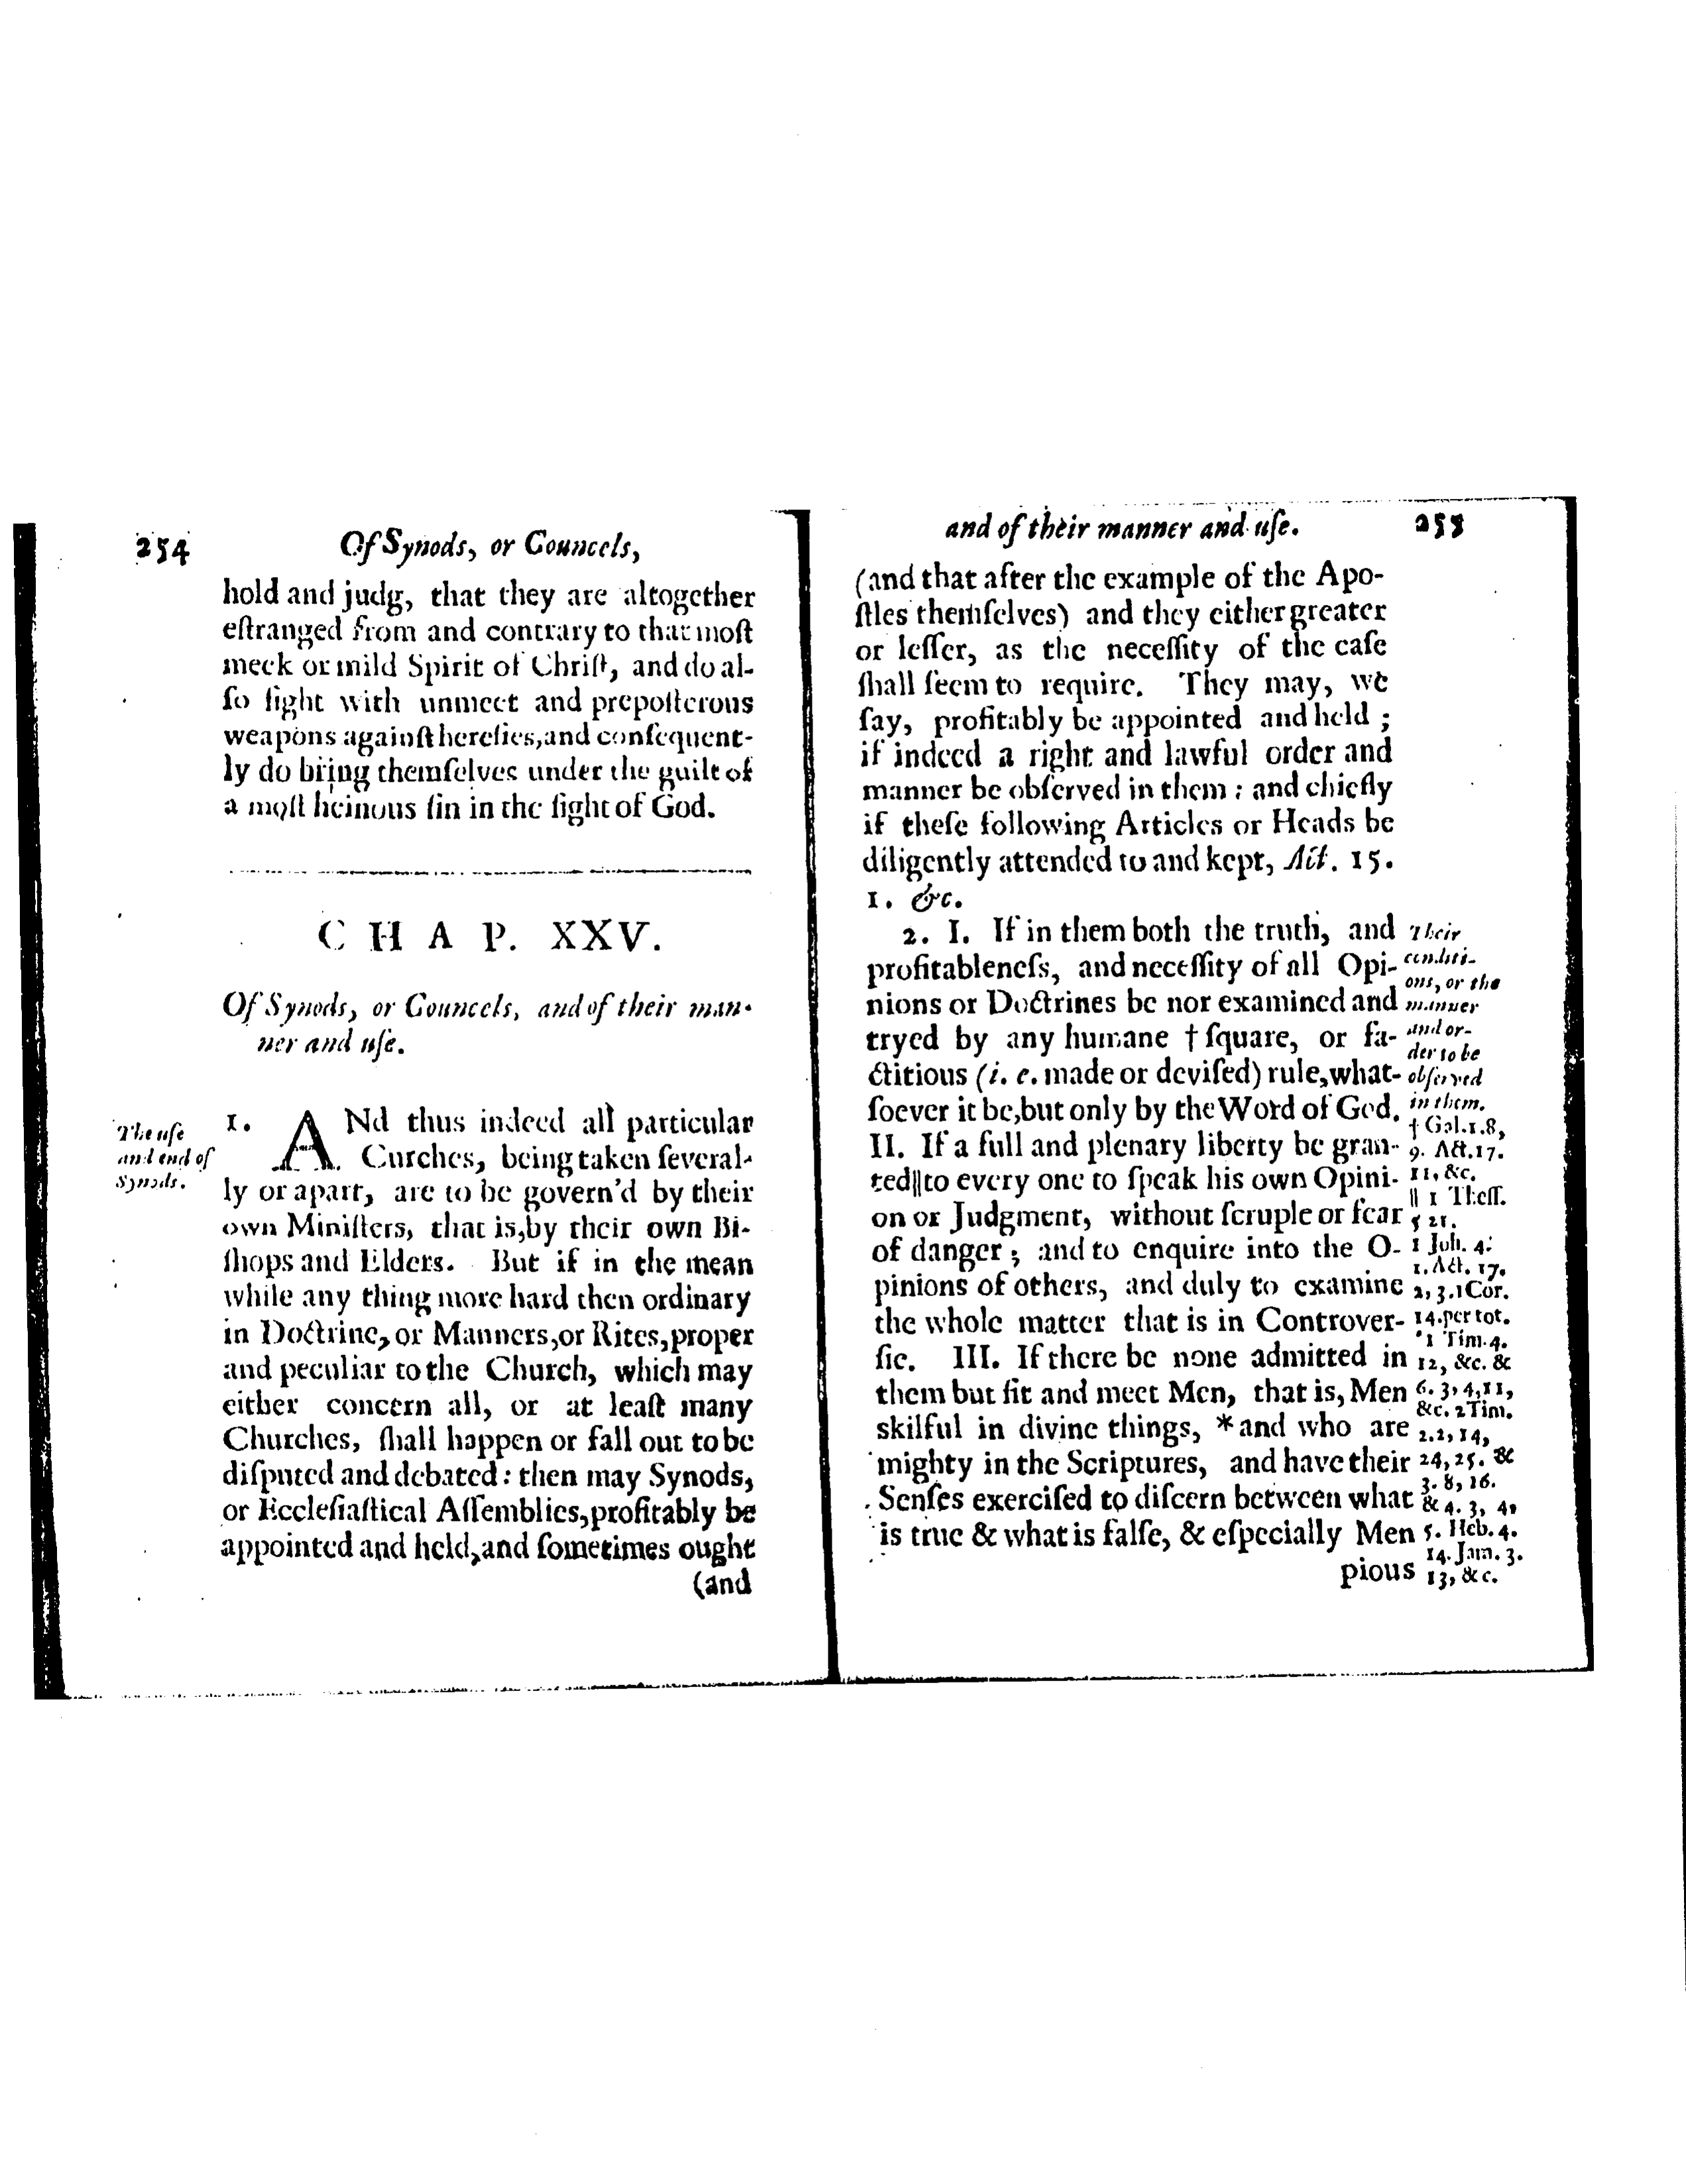 254
Of Synods, or Councels,
hold and judg, that they are altogether
eſtranged from and contrary to that moſt
meek or mild Spirit of Chriſt, and do al-
ſo fight with unmeet and prepoſterous
weapons againſt hereſies,and conſequent-
ly do bring themſelves under the guilt of
a moſt heinous ſin in the ſight of God.
CHAP. XXV.
Of Synods, or Councels, and of their man-
ner and uſe.
The uſe
and end of
Synods.
1. ANd thus indeed all particular
Curches, being taken ſeveral-
ly or apart, are to be govern'd by their
own Miniſters, that is,by their own Bi-
ſhops and Elders. But if in the mean
while any thing more hard then ordinary
in Doctrine, or Manners,or Rites,proper
and peculiar to the Church, which may
either concern all, or at leaſt many
Churches, ſhall happen or fall out to be
diſputed and debated: then may Synods,
or Eccleſiaſtical Aſſemblies,profitably be
appointed and held,and ſometimes ought
(and
and of their manner and uſe.
255
(and that after the example of the Apo-
ſtles themſelves) and they either greater
or leſſer, as the neceſſity of the caſe
ſhall ſeem to require. They may, we
ſay, profitably be appointed and held;
if indeed a right and lawful order and
manner be obſerved in them: and chiefly
if theſe following Articles or Heads be
diligently attended to and kept, Act. 15.
1. &c.
2. I. If in them both the truth, and
profitableneſs, and neceſſity of all Opi-
nions or Doctrines be nor examined and
tryed by any humane † ſquare, or fa-
ctitious (i. e. made or deviſed) rule,what-
ſoever it be,but only by the Word of God.
II. If a full and plenary liberty be gran-
ted||to every one to ſpeak his own Opini-
on or Judgment, without ſcruple or fear
of danger; and to enquire into the O-
pinions of others, and duly to examine
the whole matter that is in Controver-
ſie. III. If there be none admitted in
them but fit and meet Men, that is, Men
skilful in divine things, * and who are
mighty in the Scriptures, and have their
Senſes exerciſed to diſcern between what
is true & what is falſe, & eſpecially Men
pious
Their
conditi-
ons, or the
manner
and or-
der to be
obſerved
in them.
† Gal.1.8,
9. Act.17.
11, &c.
|| 1 Theſſ.
5 21.
1 Joh. 4.
1. Act. 17.
2, 3.1 Cor.
14.per tot.
* 1 Tim. 4.
12, &c. &
6. 3, 4,11,
&c. 2 Tim.
2.2, 14,
24, 25. &
3. 8, 16.
& 4. 3, 4,
5. Heb. 4.
14. Jam. 3.
13, &c.